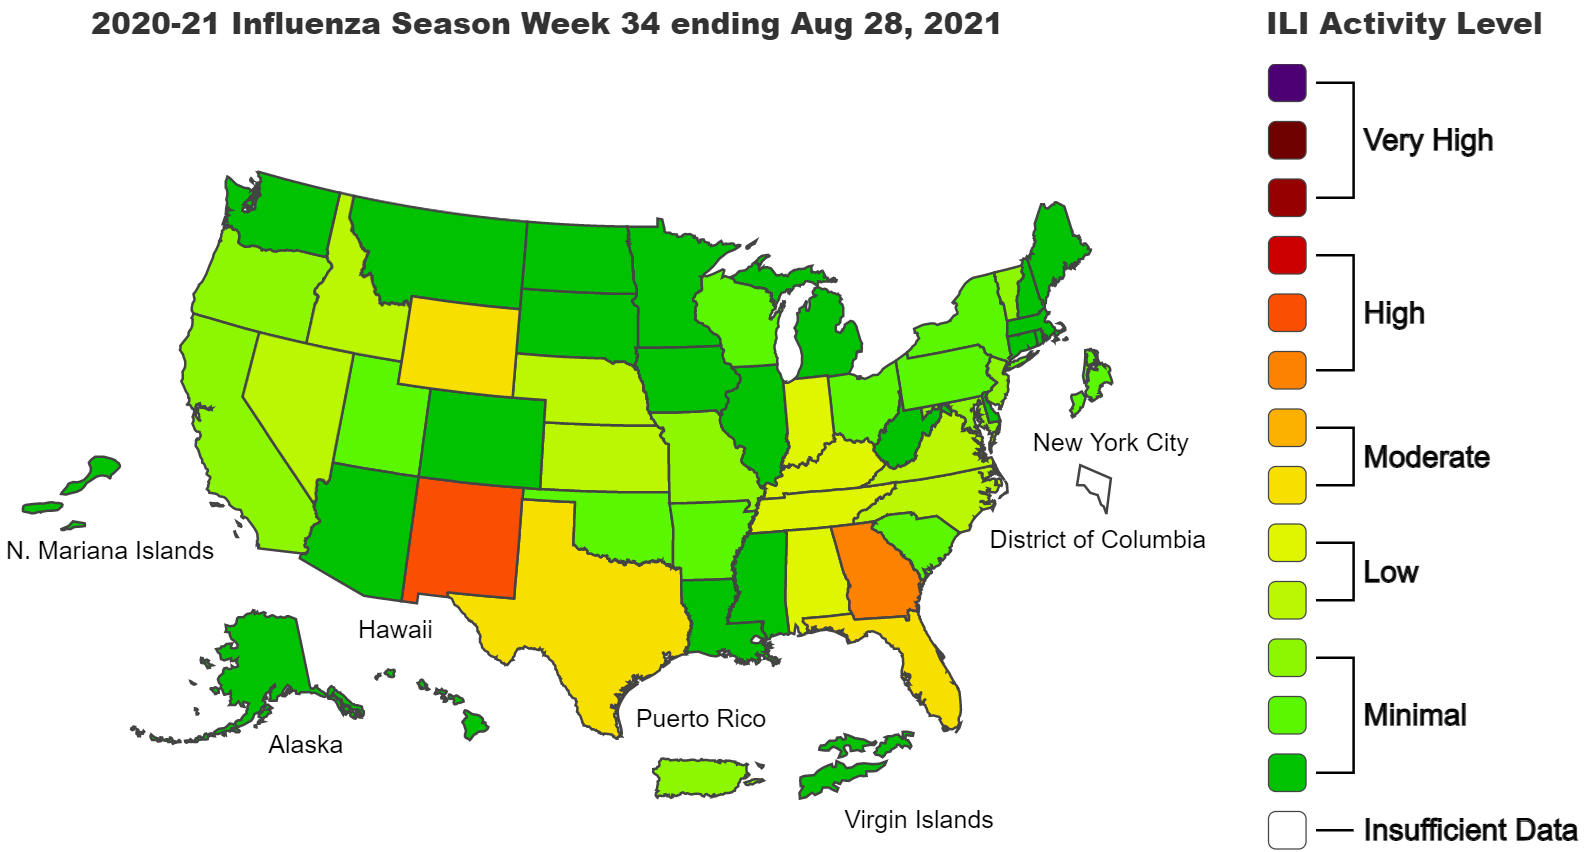 2020-21 Influenza Season Week 34 ending Aug 28, 2021
ILI Activity Level
Very High
High
Moderate
Low
Minimal
Insufficient Data
New York City
District of Columbia
N. Mariana Islands
Hawaii
Alaska
Puerto Rico
Virgin Islands